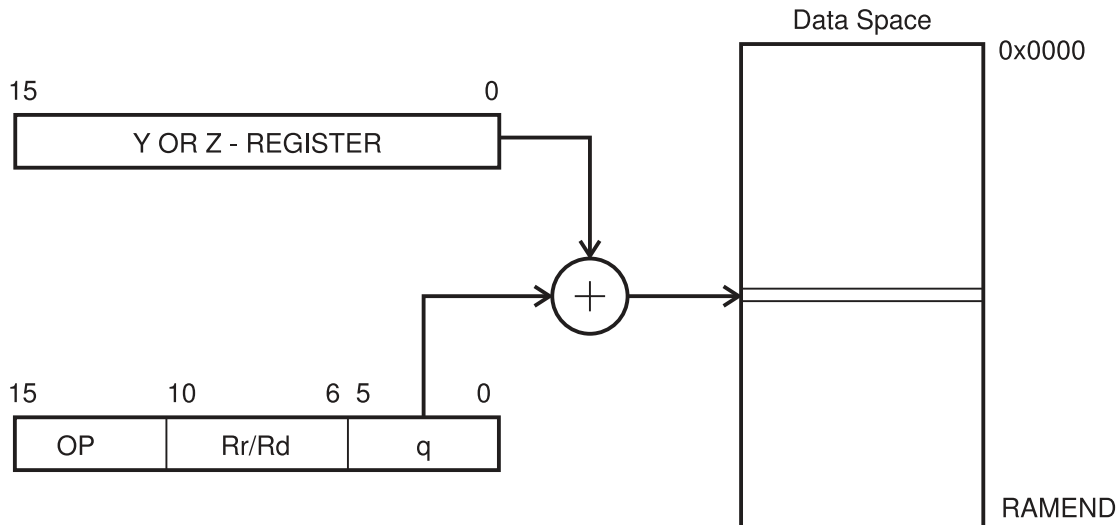 Data Space
0x0000
15 0
Y OR Z - REGISTER
+
15 10 6 5 0
OP Rr/Rd q
RAMEND